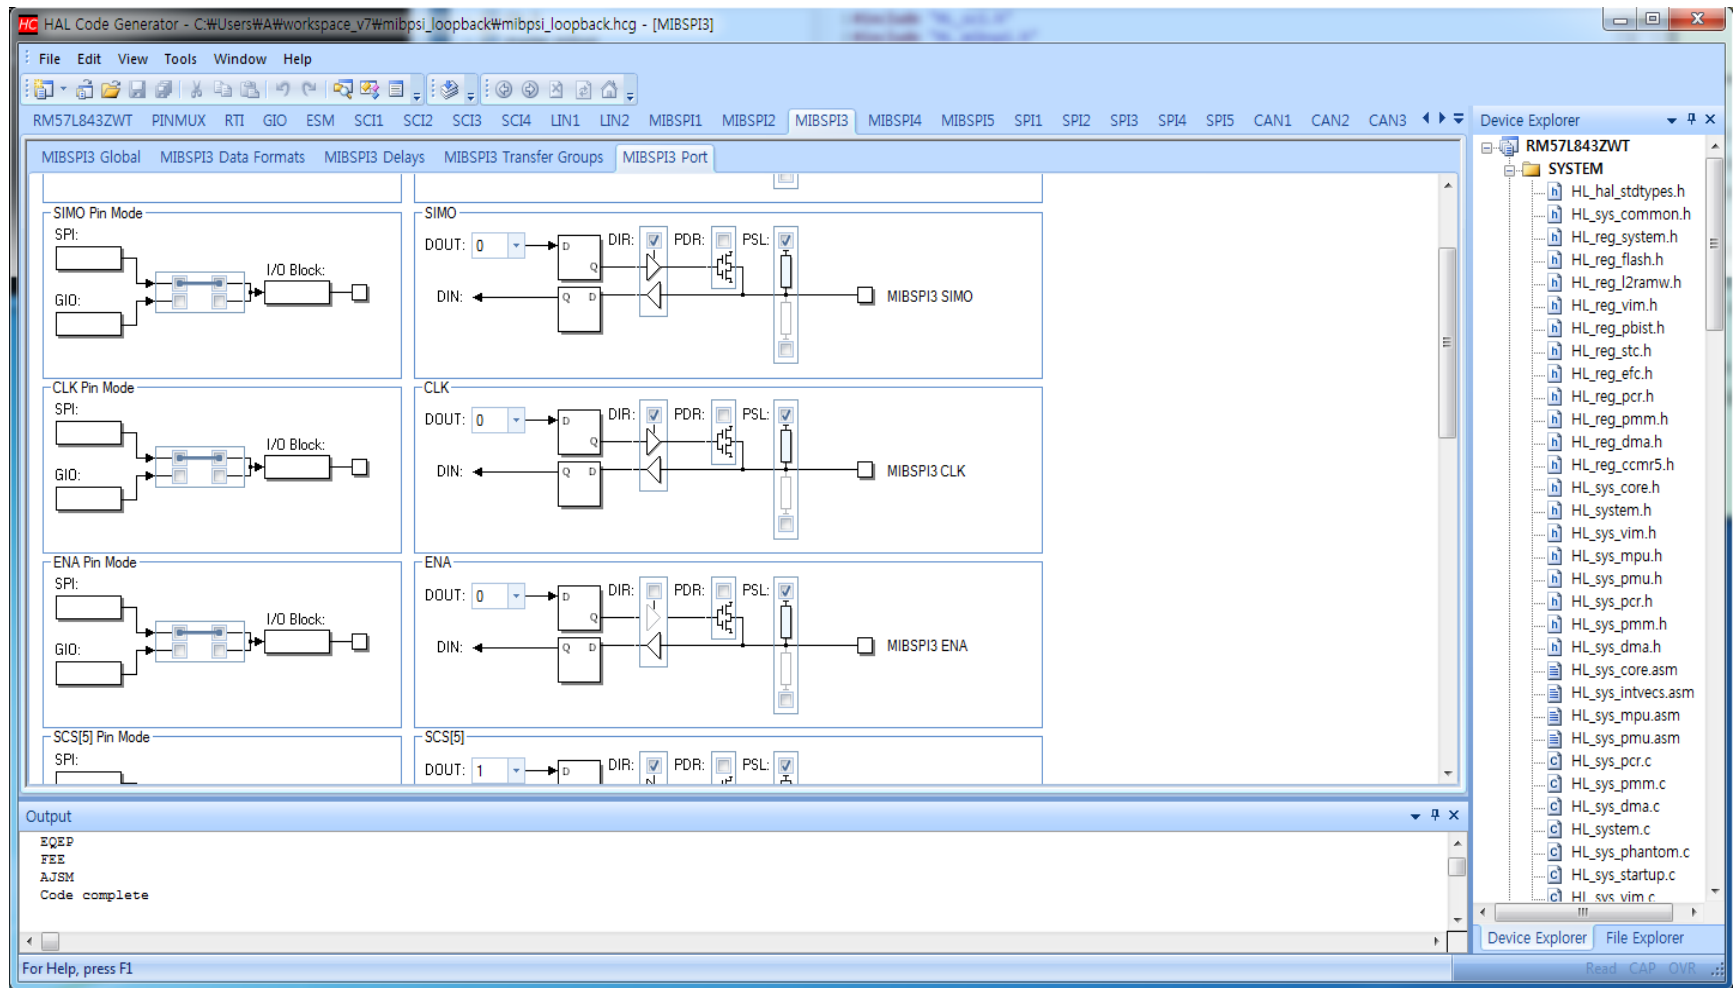 HC HAL Code Generator - C:₩Users₩A₩workspace_v7₩mibpsi_loopback₩mibpsi_loopback.hcg - [MIBSPI3]
File Edit View Tools Window Help
RM57L843ZWT PINMUX RTI GIO ESM SCI1 SCI2 SCI3 SCI4 LIN1 LIN2 MIBSPI1 MIBSPI2 MIBSPI3 MIBSPI4 MIBSPI5 SPI1 SPI2 SPI3 SPI4 SPI5 CAN1 CAN2 CAN3
MIBSPI3 Global MIBSPI3 Data Formats MIBSPI3 Delays MIBSPI3 Transfer Groups MIBSPI3 Port
SIMO Pin Mode
SPI:
GIO:
I/O Block:
SIMO
DOUT: 0 D Q DIR: PDR: PSL:
DIN: Q D MIBSPI3 SIMO
CLK Pin Mode
SPI:
GIO:
I/O Block:
CLK
DOUT: 0 D Q DIR: PDR: PSL:
DIN: Q D MIBSPI3 CLK
ENA Pin Mode
SPI:
GIO:
I/O Block:
ENA
DOUT: 0 D Q DIR: PDR: PSL:
DIN: Q D MIBSPI3 ENA
SCS[5] Pin Mode
SPI:
SCS[5]
DOUT: 1 D DIR: PDR: PSL:
Output
EQEP
FEE
AJSM
Code complete
Device Explorer
RM57L843ZWT
SYSTEM
HL_hal_stdtypes.h
HL_sys_common.h
HL_reg_system.h
HL_reg_flash.h
HL_reg_l2ramw.h
HL_reg_vim.h
HL_reg_pbist.h
HL_reg_stc.h
HL_reg_efc.h
HL_reg_pcr.h
HL_reg_pmm.h
HL_reg_dma.h
HL_reg_ccmr5.h
HL_sys_core.h
HL_system.h
HL_sys_vim.h
HL_sys_mpu.h
HL_sys_pmu.h
HL_sys_pcr.h
HL_sys_pmm.h
HL_sys_dma.h
HL_sys_core.asm
HL_sys_intvecs.asm
HL_sys_mpu.asm
HL_sys_pmu.asm
HL_sys_pcr.c
HL_sys_pmm.c
HL_sys_dma.c
HL_system.c
HL_sys_phantom.c
HL_sys_startup.c
HL_sys_vim.c
Device Explorer File Explorer
For Help, press F1
Read CAP OVR